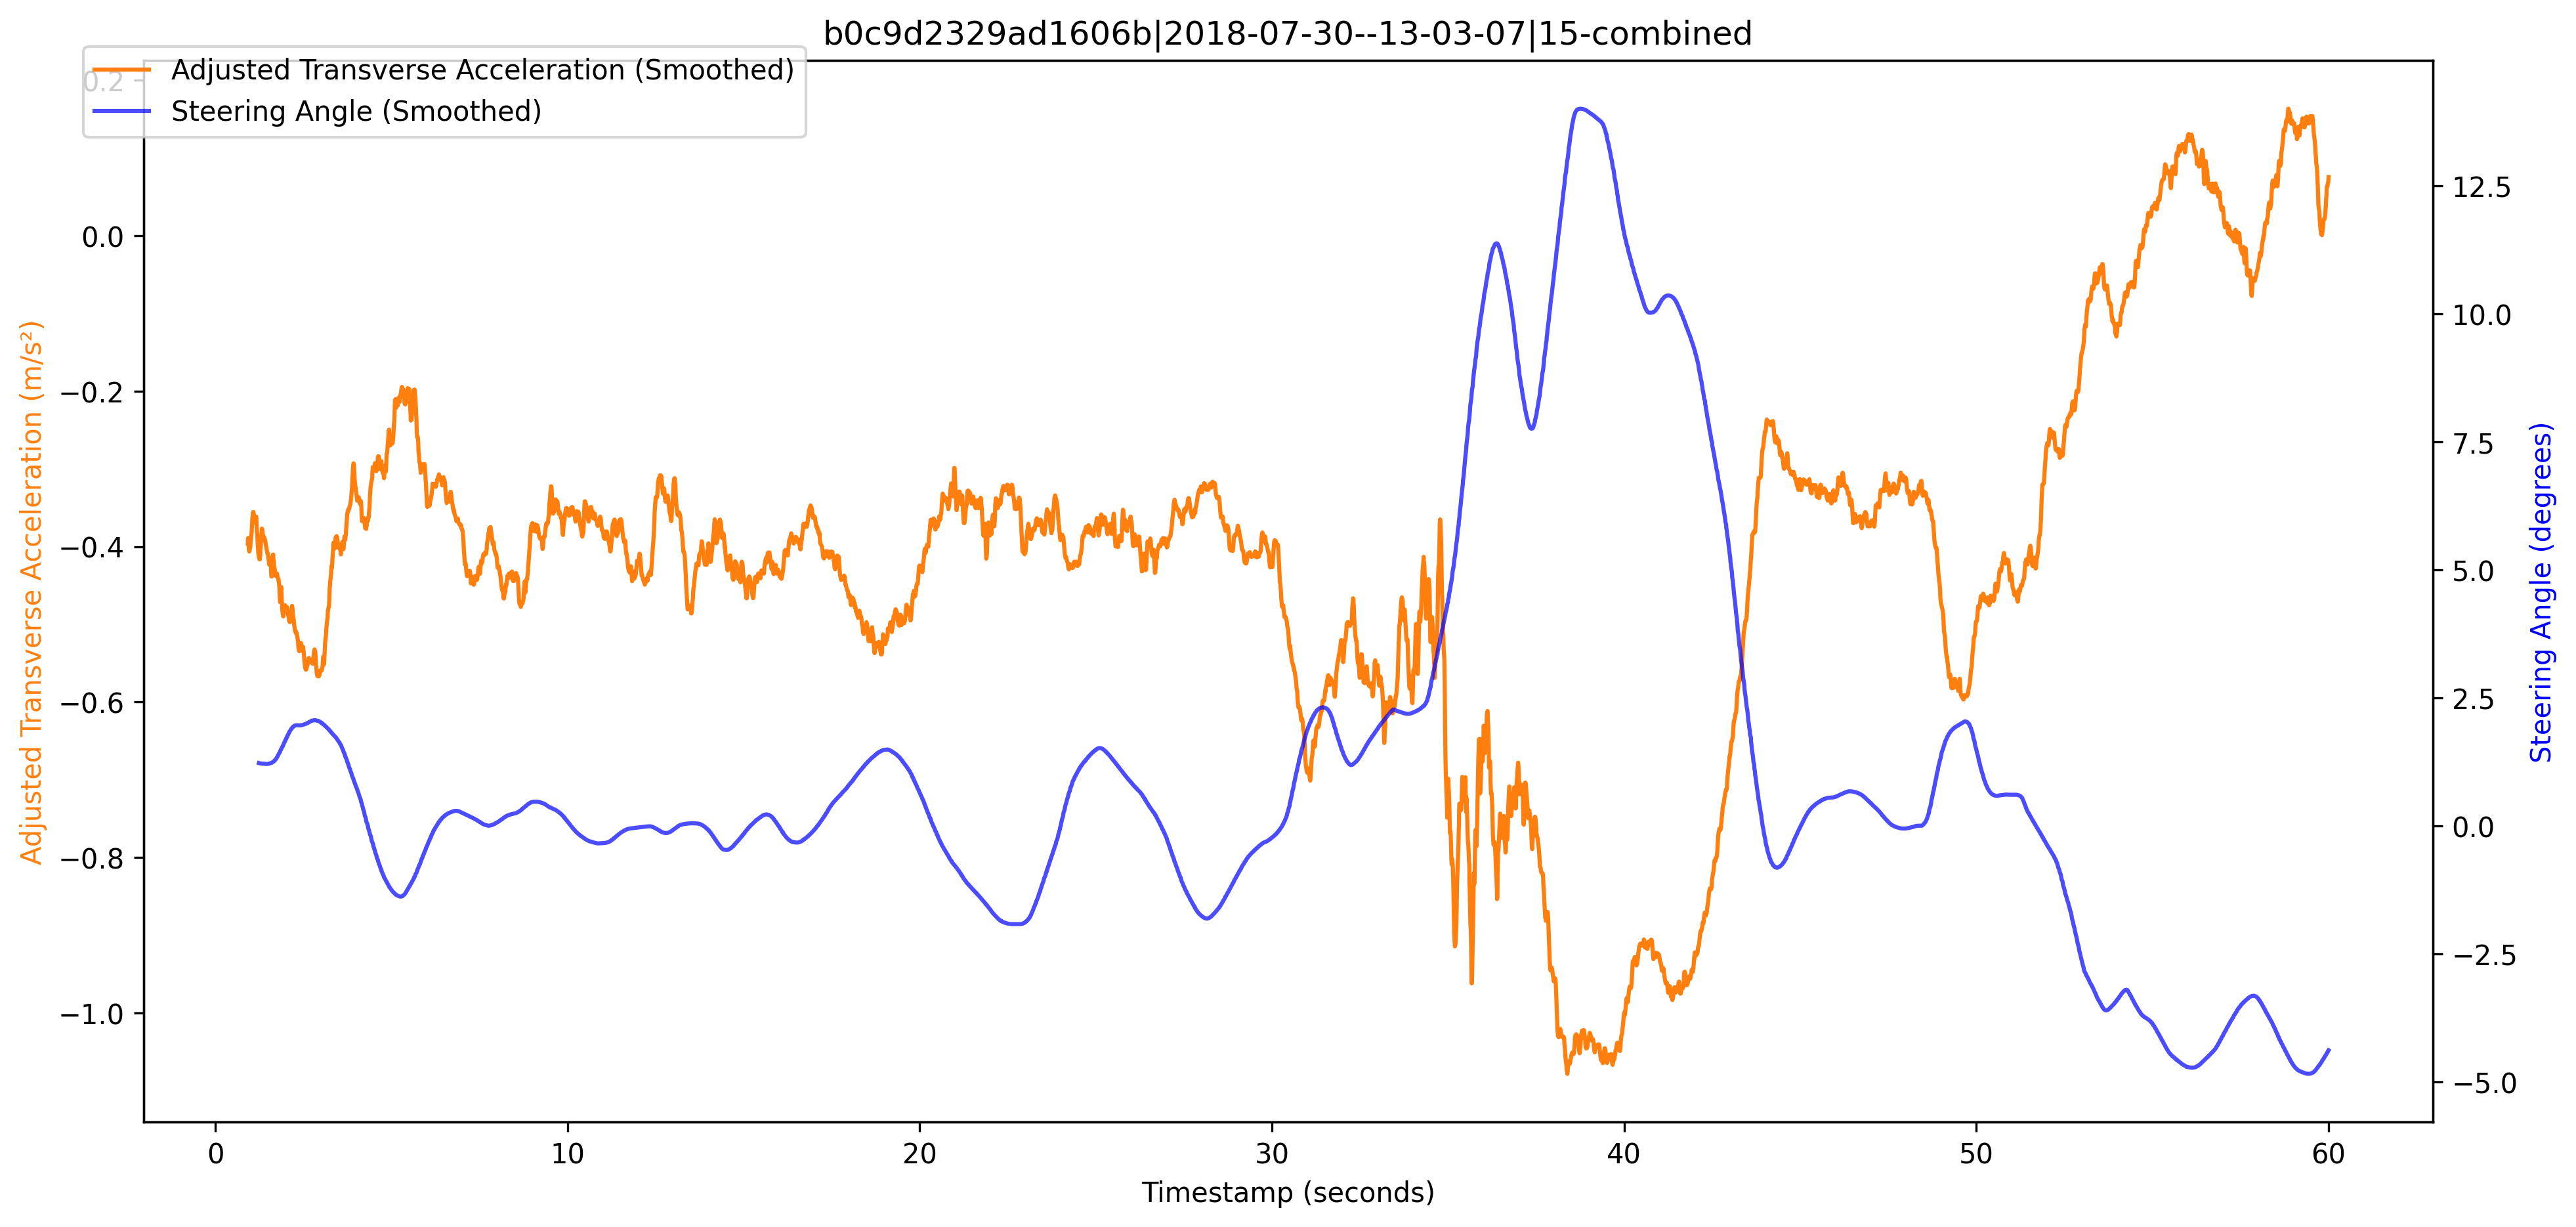 b0c9d2329ad1606b|2018-07-30--13-03-07|15-combined
Adjusted Transverse Acceleration (Smoothed)
Steering Angle (Smoothed)
Adjusted Transverse Acceleration (m/s²)
0.2
0.0
−0.2
−0.4
−0.6
−0.8
−1.0
12.5
10.0
7.5
5.0
2.5
0.0
−2.5
−5.0
Steering Angle (degrees)
0 10 20 30 40 50 60
Timestamp (seconds)